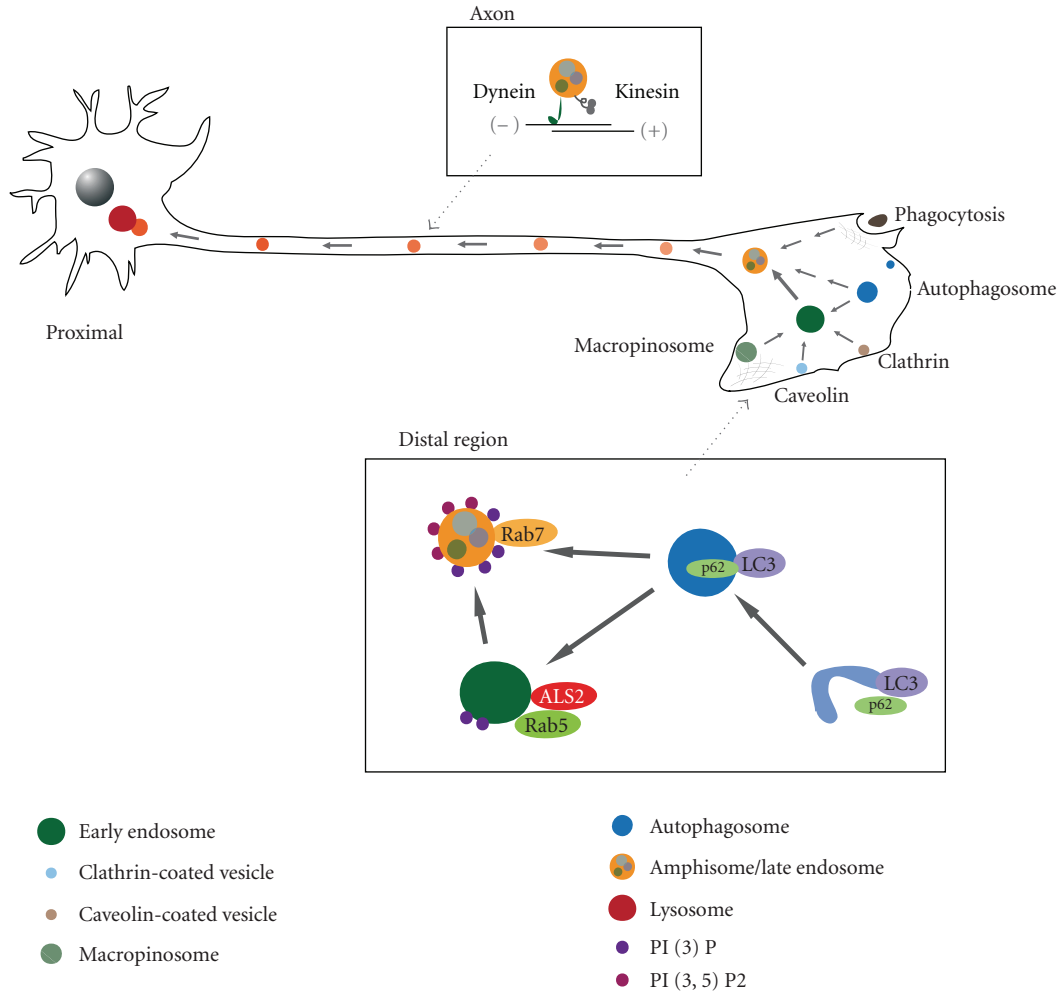 Axon
Dynein
Kinesin
(−)
(+)
Phagocytosis
Autophagosome
Proximal
Macropinosome
Clathrin
Caveolin
Distal region
Rab7
p62
LC3
ALS2
Rab5
LC3
p62
Early endosome
Clathrin-coated vesicle
Caveolin-coated vesicle
Macropinosome
Autophagosome
Amphisome/late endosome
Lysosome
PI (3) P
PI (3, 5) P2